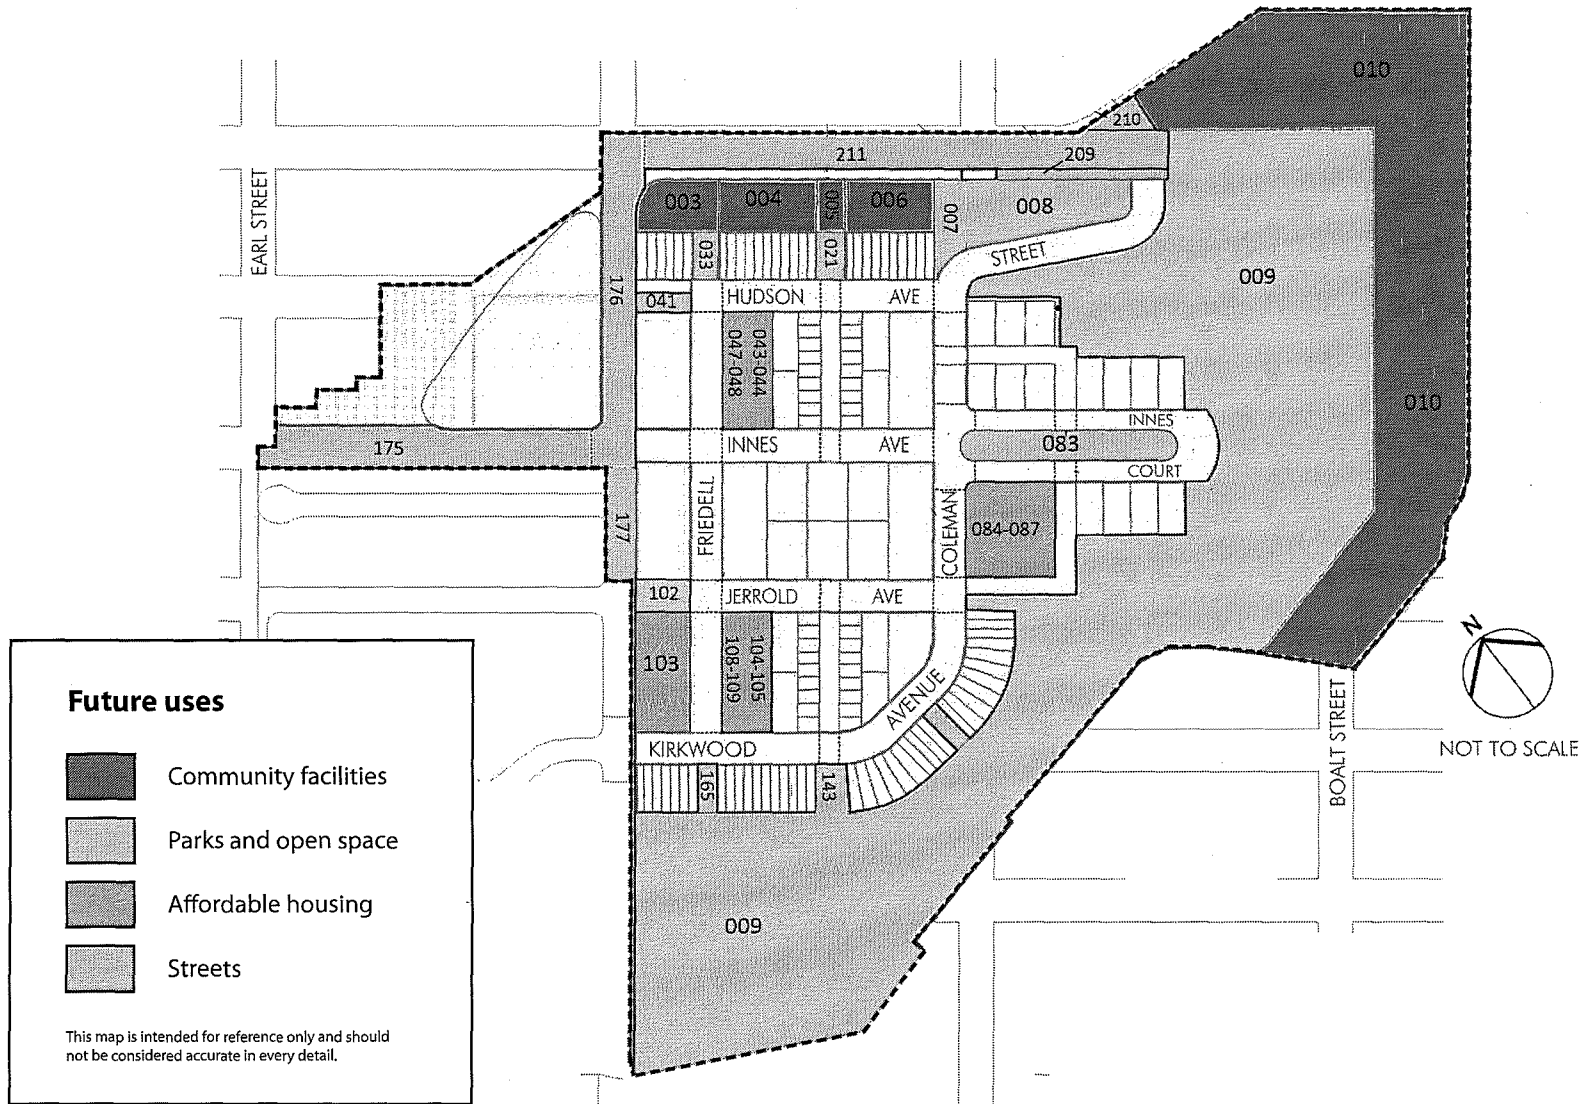 010
210
211
209
EARL STREET
003
004
005
006
007
008
033
021
STREET
009
176
041
HUDSON
AVE
047-048
043-044
010
INNES
175
INNES
AVE
083
COURT
177
FRIEDELL
COLEMAN
084-087
102
JERROLD
AVE
103
108-109
104-105
AVENUE
KIRKWOOD
165
143
009
N
NOT TO SCALE
BOALT STREET
Future uses
Community facilities
Parks and open space
Affordable housing
Streets
This map is intended for reference only and should
not be considered accurate in every detail.